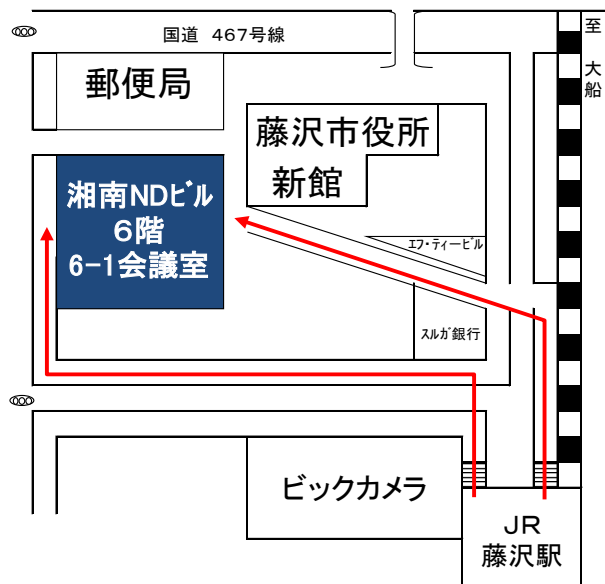 国道 467号線
至
大船
郵便局
藤沢市役所
新館
湘南NDビル
6階
6-1会議室
エフ・ティービル
スルガ銀行
ビックカメラ
JR
藤沢駅